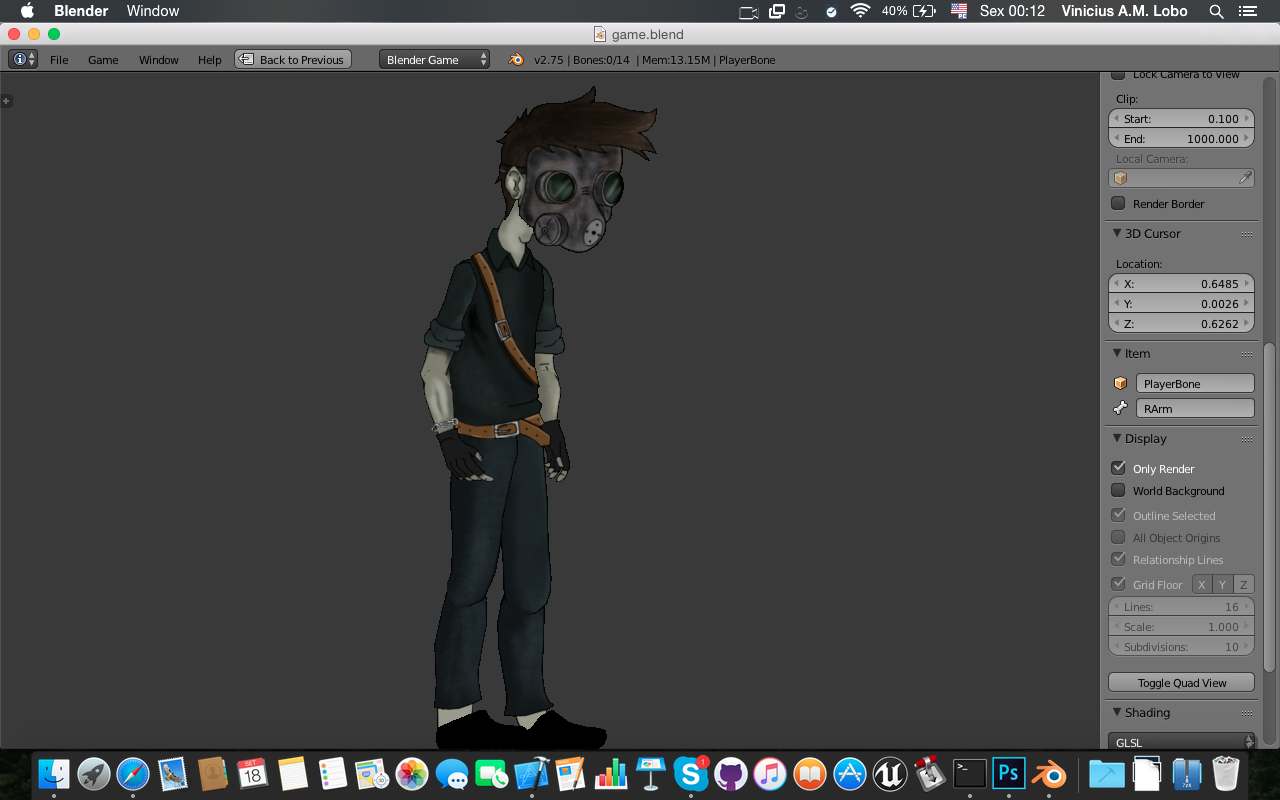 Blender Window 40% Sex 00:12 Vinicius A.M. Lobo
game.blend
File Game Window Help Back to Previous Blender Game v2.75 | Bones:0/14 | Mem:13.15M | PlayerBone
Lock Camera to View
Clip:
Start: 0.100
End: 1000.000
Local Camera:
Render Border
3D Cursor
Location:
X: 0.6485
Y: 0.0026
Z: 0.6262
Item
PlayerBone
RArm
Display
Only Render
World Background
Outline Selected
All Object Origins
Relationship Lines
Grid Floor X Y Z
Lines: 16
Scale: 1.000
Subdivisions: 10
Toggle Quad View
Shading
GLSL
SET
18
1
Ps